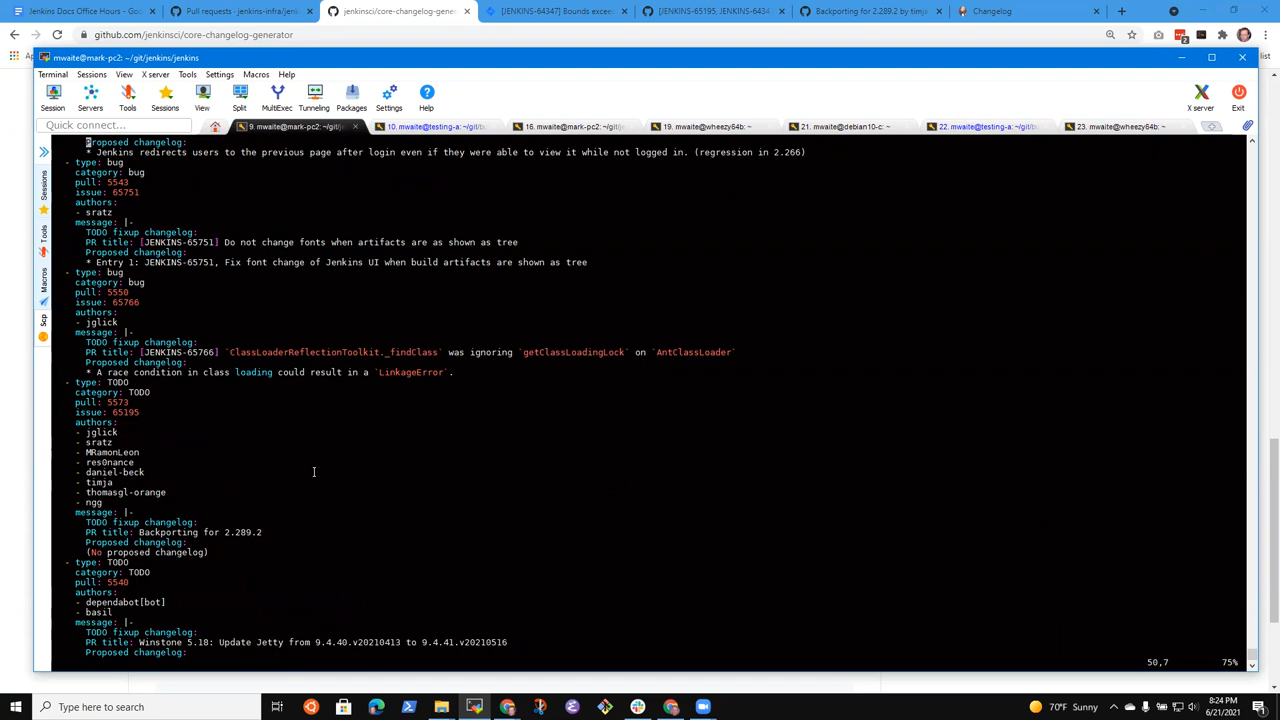 Jenkins Docs Office Hours - Goo
Pull requests · jenkins-infra/jenk
jenkinsci/core-changelog-generat
[JENKINS-64347] Bounds exceed
[JENKINS-65195, JENKINS-6434
Backporting for 2.289.2 by timja
Changelog
github.com/jenkinsci/core-changelog-generator
mwaite@mark-pc2: ~/git/jenkins/jenkins
Terminal Sessions View X server Tools Settings Macros Help
Session Servers Tools Sessions View Split MultiExec Tunneling Packages Settings Help X server Exit
Quick connect...
9. mwaite@mark-pc2: ~/git/je
10. mwaite@testing-a: ~/git/bu
16. mwaite@mark-pc2: ~/git/j
19. mwaite@wheezy64b: ~
21. mwaite@debian10-c: ~
22. mwaite@testing-a: ~/git/bu
23. mwaite@wheezy64b: ~
Sessions
Tools
Macros
Scp
Proposed changelog:
* Jenkins redirects users to the previous page after login even if they were able to view it while not logged in. (regression in 2.266)
- type: bug
category: bug
pull: 5543
issue: 65751
authors:
- sratz
message: |-
TODO fixup changelog:
PR title: [JENKINS-65751] Do not change fonts when artifacts are as shown as tree
Proposed changelog:
* Entry 1: JENKINS-65751, Fix font change of Jenkins UI when build artifacts are shown as tree
- type: bug
category: bug
pull: 5550
issue: 65766
authors:
- jglick
message: |-
TODO fixup changelog:
PR title: [JENKINS-65766] `ClassLoaderReflectionToolkit._findClass` was ignoring `getClassLoadingLock` on `AntClassLoader`
Proposed changelog:
* A race condition in class loading could result in a `LinkageError`.
- type: TODO
category: TODO
pull: 5573
issue: 65195
authors:
- jglick
- sratz
- MRamonLeon
- res0nance
- daniel-beck
- timja
- thomasgl-orange
- ngg
message: |-
TODO fixup changelog:
PR title: Backporting for 2.289.2
Proposed changelog:
(No proposed changelog)
- type: TODO
category: TODO
pull: 5540
authors:
- dependabot[bot]
- basil
message: |-
TODO fixup changelog:
PR title: Winstone 5.18: Update Jetty from 9.4.40.v20210413 to 9.4.41.v20210516
Proposed changelog:
50,7 75%
Type here to search
70°F Sunny
8:24 PM
6/21/2021